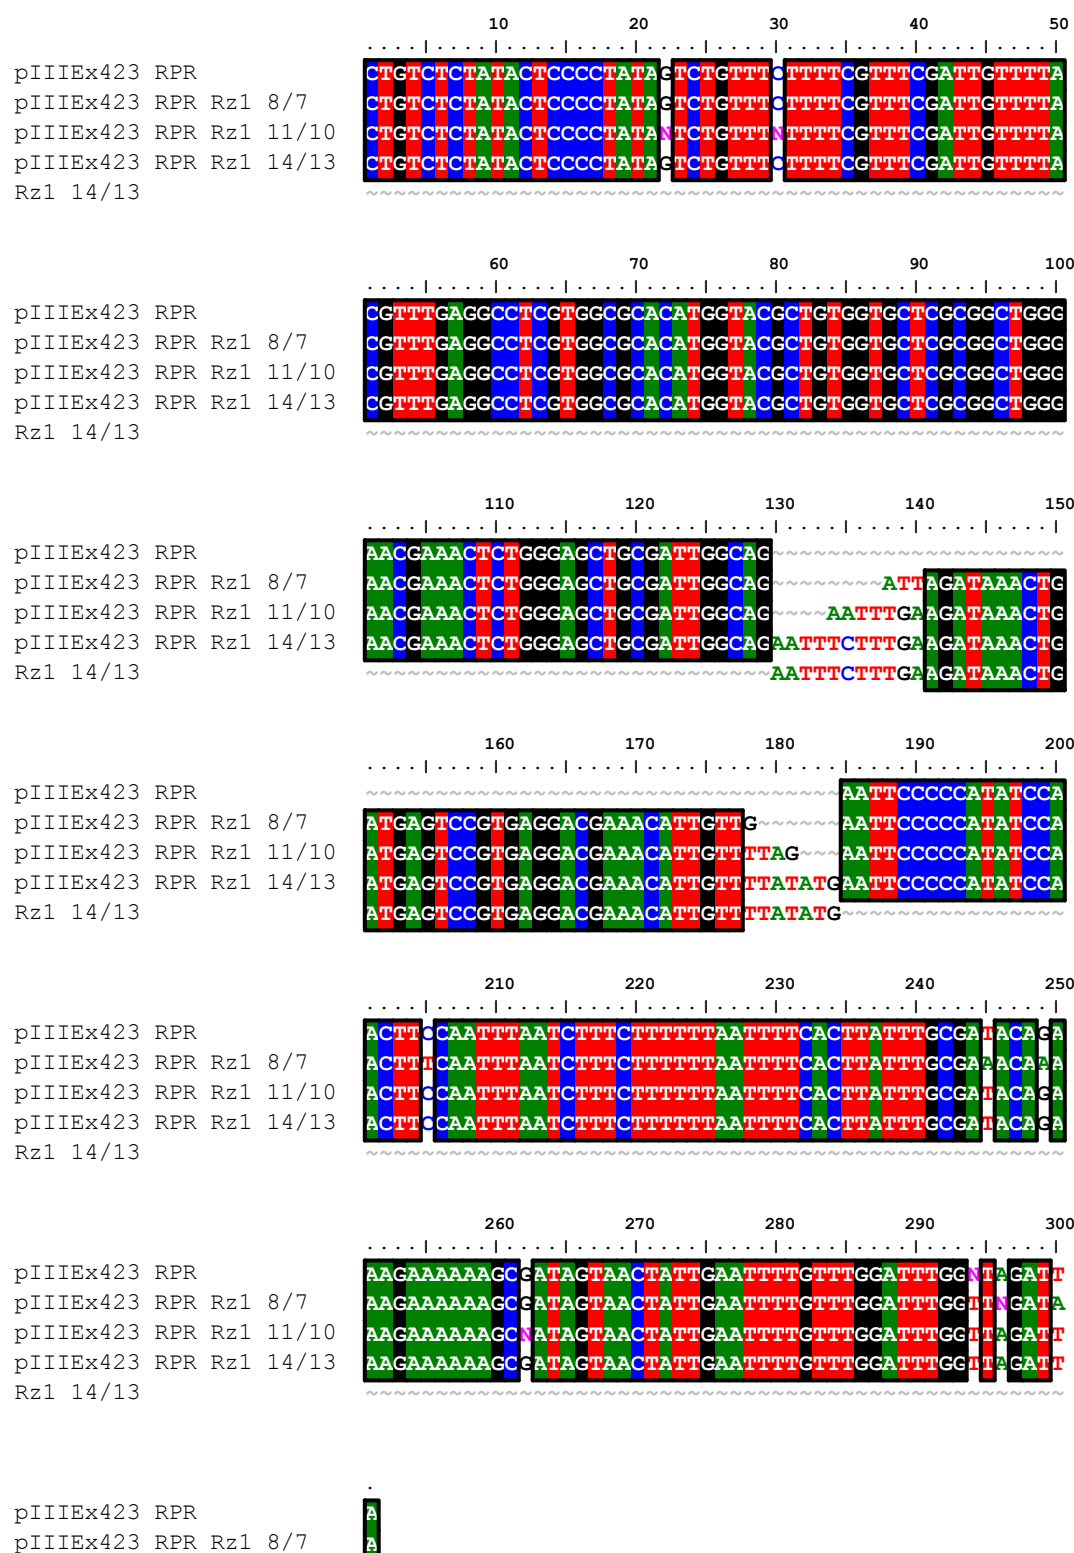 10 20 30 40 50
pIIIEx423 RPR CTGTCTCTATACTCCCCTATAGTCTGTTTCTTTTCGTTTCGATTGTTTTA
pIIIEx423 RPR Rz1 8/7 CTGTCTCTATACTCCCCTATAGTCTGTTTCTTTTCGTTTCGATTGTTTTA
pIIIEx423 RPR Rz1 11/10 CTGTCTCTATACTCCCCTATANTCTGTTTNTTTTCGTTTCGATTGTTTTA
pIIIEx423 RPR Rz1 14/13 CTGTCTCTATACTCCCCTATAGTCTGTTTCTTTTCGTTTCGATTGTTTTA
Rz1 14/13 ~~~~~~~~~~~~~~~~~~~~~~~~~~~~~~~~~~~~~~~~~~~~~~~~~~
60 70 80 90 100
pIIIEx423 RPR CGTTTGAGGCCTCGTGGCGCACATGGTACGCTGTGGTGCTCGCGGCTGGG
pIIIEx423 RPR Rz1 8/7 CGTTTGAGGCCTCGTGGCGCACATGGTACGCTGTGGTGCTCGCGGCTGGG
pIIIEx423 RPR Rz1 11/10 CGTTTGAGGCCTCGTGGCGCACATGGTACGCTGTGGTGCTCGCGGCTGGG
pIIIEx423 RPR Rz1 14/13 CGTTTGAGGCCTCGTGGCGCACATGGTACGCTGTGGTGCTCGCGGCTGGG
Rz1 14/13 ~~~~~~~~~~~~~~~~~~~~~~~~~~~~~~~~~~~~~~~~~~~~~~~~~~
110 120 130 140 150
pIIIEx423 RPR AACGAAACTCTGGGAGCTGCGATTGGCAG~~~~~~~~~~~~~~~~~~~~~
pIIIEx423 RPR Rz1 8/7 AACGAAACTCTGGGAGCTGCGATTGGCAG~~~~~~~~ATTAGATAAACTG
pIIIEx423 RPR Rz1 11/10 AACGAAACTCTGGGAGCTGCGATTGGCAG~~~~AATTTGAAGATAAACTG
pIIIEx423 RPR Rz1 14/13 AACGAAACTCTGGGAGCTGCGATTGGCAGAATTTCTTTGAAGATAAACTG
Rz1 14/13 ~~~~~~~~~~~~~~~~~~~~~~~~~~~~~AATTTCTTTGAAGATAAACTG
160 170 180 190 200
pIIIEx423 RPR ~~~~~~~~~~~~~~~~~~~~~~~~~~~~~~~~~~AATTCCCCCATATCCA
pIIIEx423 RPR Rz1 8/7 ATGAGTCCGTGAGGACGAAACATTGTTG~~~~~~AATTCCCCCATATCCA
pIIIEx423 RPR Rz1 11/10 ATGAGTCCGTGAGGACGAAACATTGTTTTAG~~~AATTCCCCCATATCCA
pIIIEx423 RPR Rz1 14/13 ATGAGTCCGTGAGGACGAAACATTGTTTTATATGAATTCCCCCATATCCA
Rz1 14/13 ATGAGTCCGTGAGGACGAAACATTGTTTTATATG~~~~~~~~~~~~~~~~
210 220 230 240 250
pIIIEx423 RPR ACTTCCAATTTAATCTTTCTTTTTTAATTTTCACTTATTTGCGATACAGA
pIIIEx423 RPR Rz1 8/7 ACTTTCAATTTAATCTTTCTTTTTTAATTTTCACTTATTTGCGAAACAAA
pIIIEx423 RPR Rz1 11/10 ACTTCCAATTTAATCTTTCTTTTTTAATTTTCACTTATTTGCGATACAGA
pIIIEx423 RPR Rz1 14/13 ACTTCCAATTTAATCTTTCTTTTTTAATTTTCACTTATTTGCGATACAGA
Rz1 14/13 ~~~~~~~~~~~~~~~~~~~~~~~~~~~~~~~~~~~~~~~~~~~~~~~~~~
260 270 280 290 300
pIIIEx423 RPR AAGAAAAAAGCGATAGTAACTATTGAATTTTGTTTGGATTTGGNTAGATT
pIIIEx423 RPR Rz1 8/7 AAGAAAAAAGCGATAGTAACTATTGAATTTTGTTTGGATTTGGTTNGATA
pIIIEx423 RPR Rz1 11/10 AAGAAAAAAGCNATAGTAACTATTGAATTTTGTTTGGATTTGGTTAGATT
pIIIEx423 RPR Rz1 14/13 AAGAAAAAAGCGATAGTAACTATTGAATTTTGTTTGGATTTGGTTAGATT
Rz1 14/13 ~~~~~~~~~~~~~~~~~~~~~~~~~~~~~~~~~~~~~~~~~~~~~~~~~~
pIIIEx423 RPR A
pIIIEx423 RPR Rz1 8/7 A